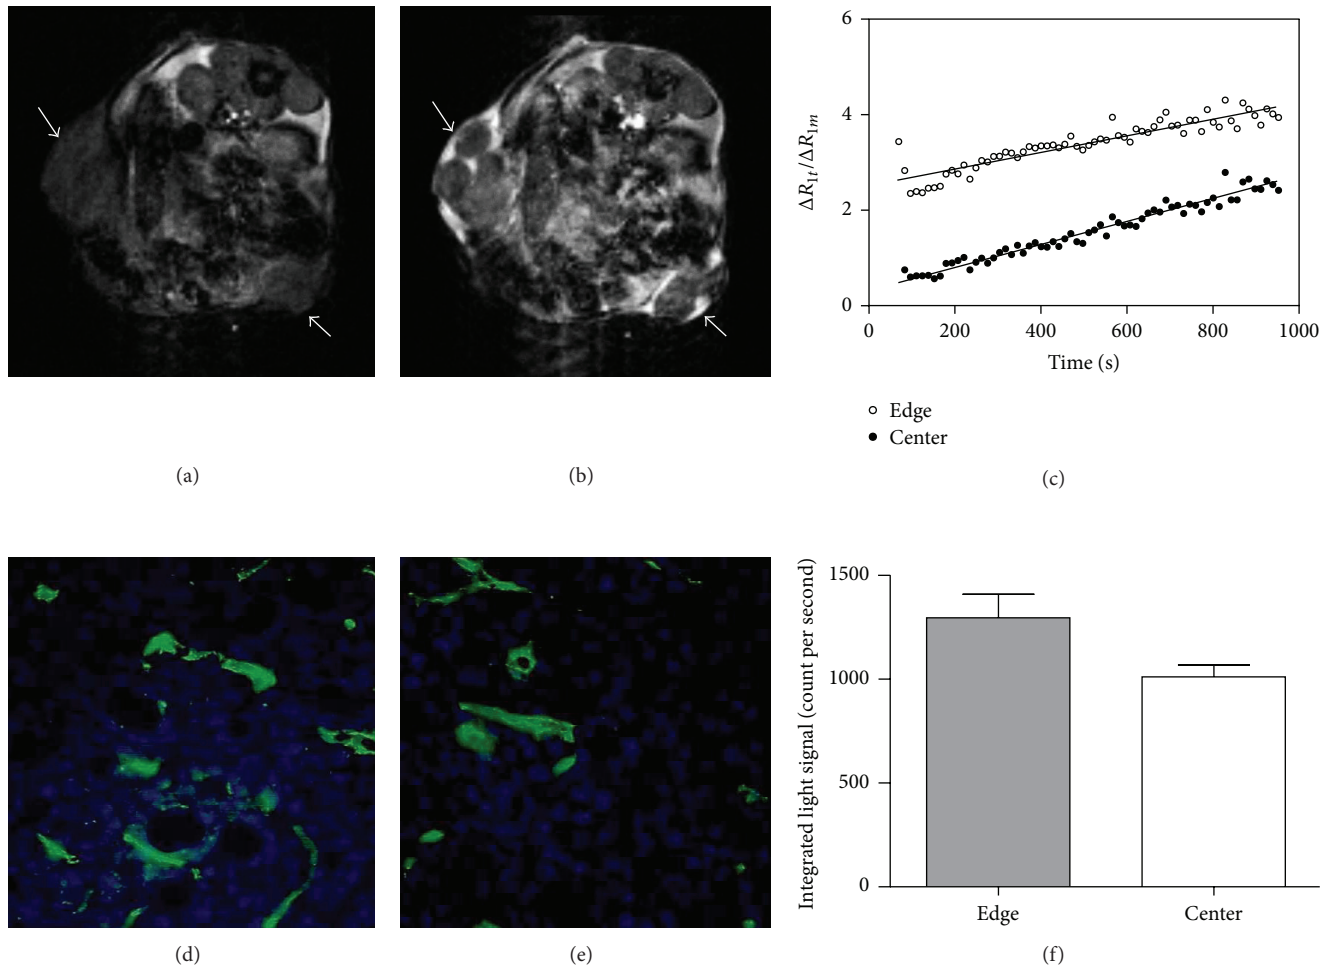 6
4
2
0
ΔR1t/ΔR1m
0
200
400
600
800
1000
Time (s)
Edge
Center
(a)
(b)
(c)
1500
1000
500
0
Integrated light signal (count per second)
Edge
Center
(d)
(e)
(f)